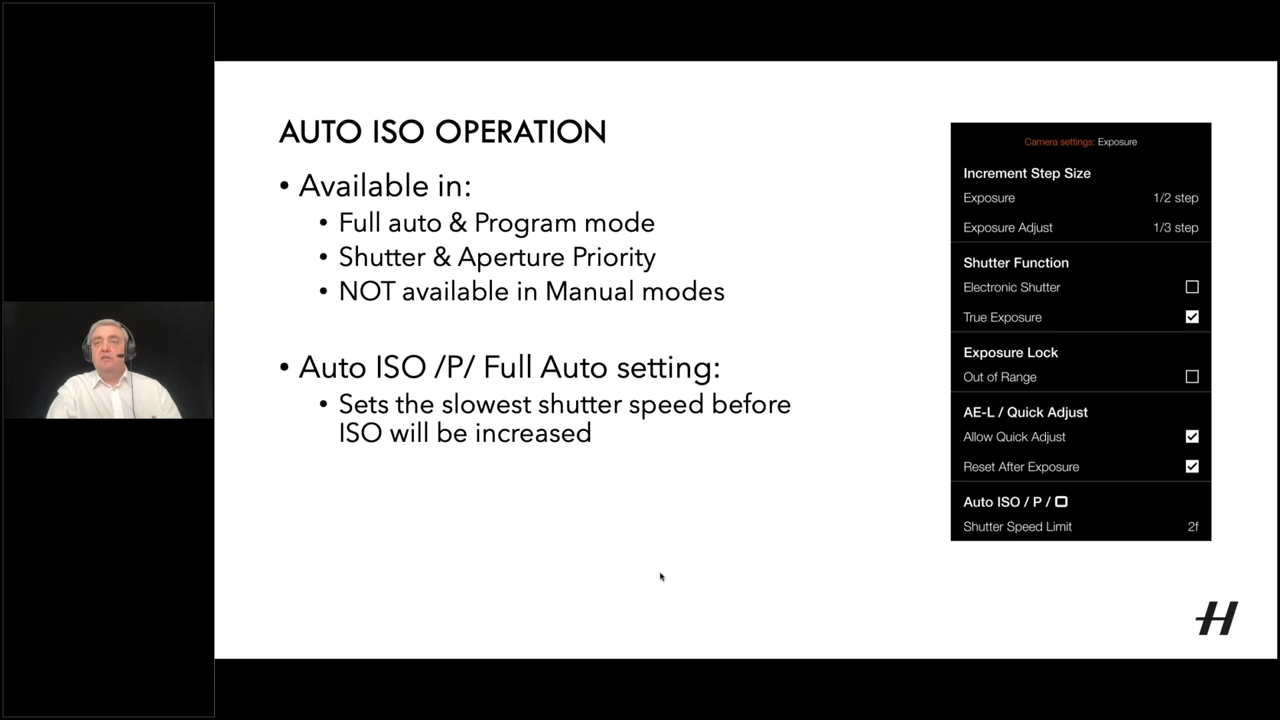 AUTO ISO OPERATION
• Available in:
• Full auto & Program mode
• Shutter & Aperture Priority
• NOT available in Manual modes
• Auto ISO /P/ Full Auto setting:
• Sets the slowest shutter speed before
ISO will be increased
Camera settings: Exposure
Increment Step Size
Exposure 1/2 step
Exposure Adjust 1/3 step
Shutter Function
Electronic Shutter
True Exposure
Exposure Lock
Out of Range
AE-L / Quick Adjust
Allow Quick Adjust
Reset After Exposure
Auto ISO / P /
Shutter Speed Limit 2f
H